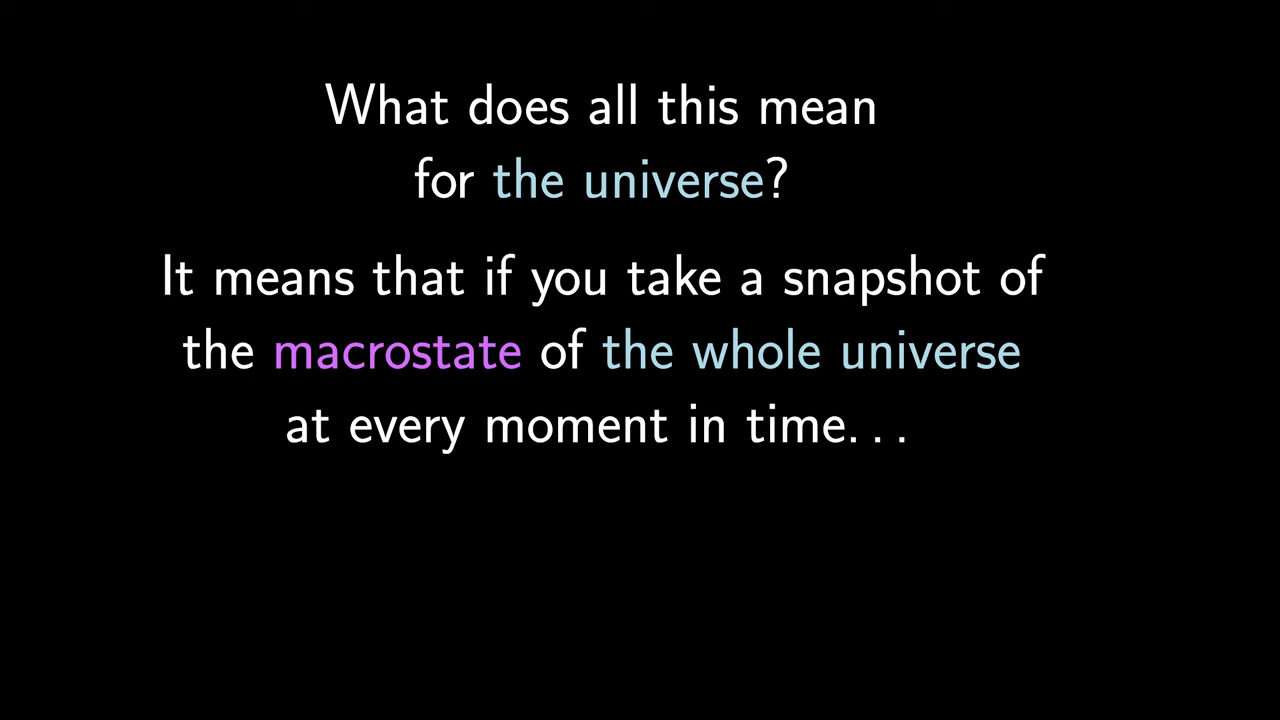 What does all this mean
for the universe?
It means that if you take a snapshot of
the macrostate of the whole universe
at every moment in time...